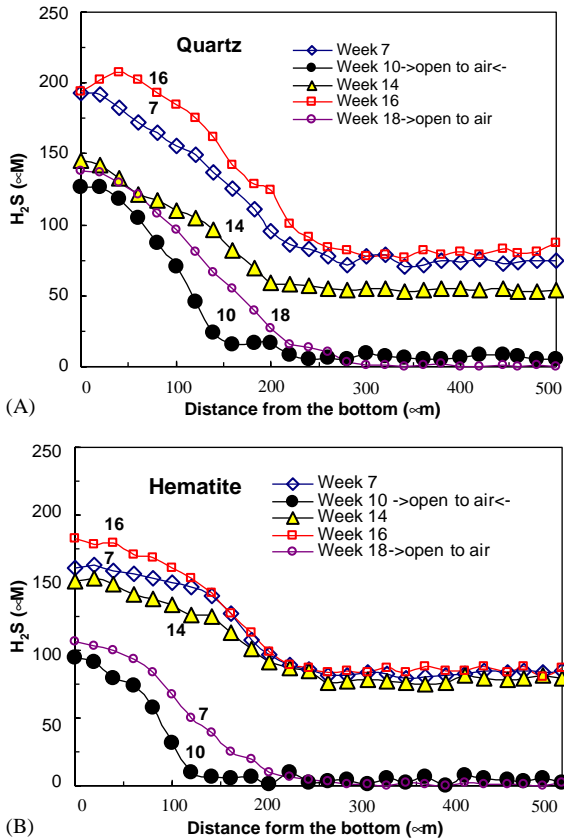 250
200
150
100
50
0
H₂S (∝M)
Quartz
Week 7
Week 10->open to air<-
Week 14
Week 16
Week 18->open to air
16
7
14
10
18
0 100 200 300 400 500
Distance from the bottom (∝m)
(A)
250
200
150
100
50
0
H₂S (∝M)
Hematite
Week 7
Week 10 ->open to air<-
Week 14
Week 16
Week 18->open to air
16
7
14
7
10
0 100 200 300 400 500
Distance form the bottom (∝m)
(B)